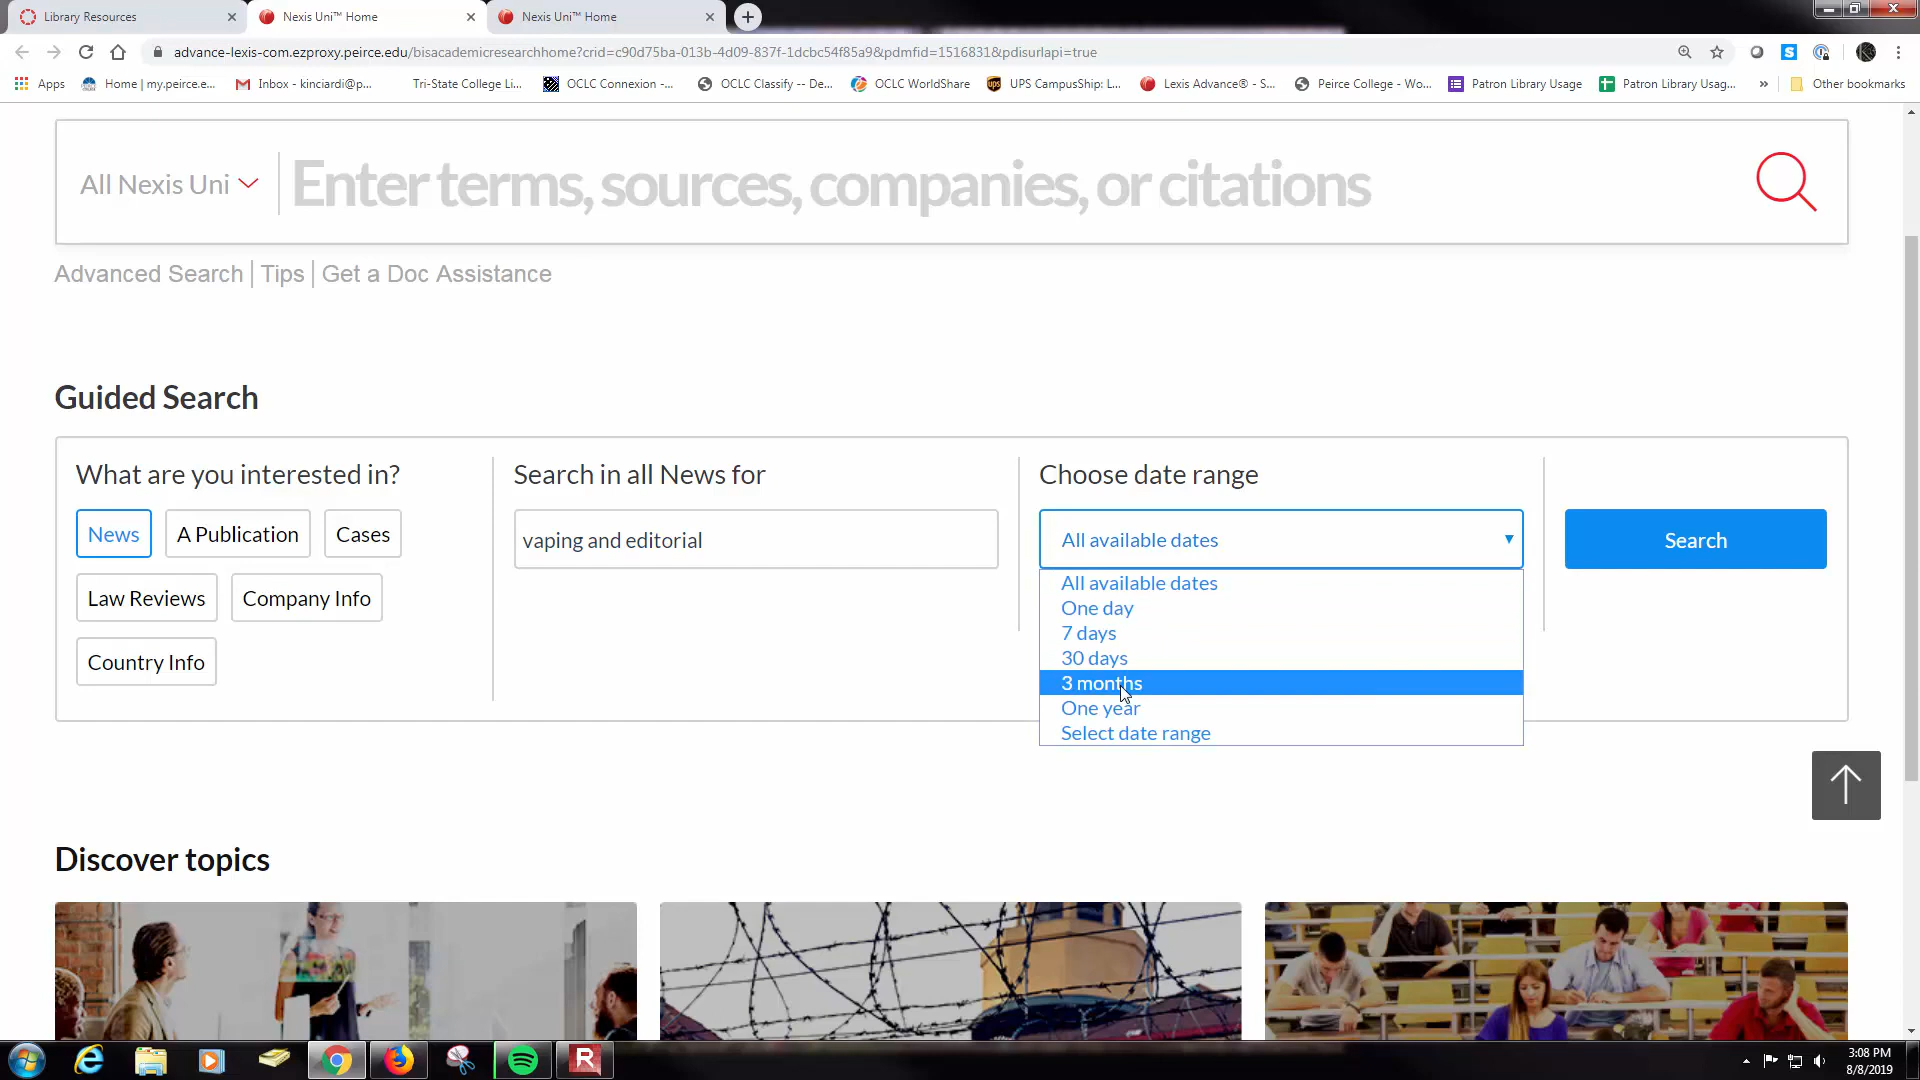 Library Resources
Nexis Uni™ Home
Nexis Uni™ Home
advance-lexis-com.ezproxy.peirce.edu/bisacademicresearchhome?crid=c90d75ba-013b-4d09-837f-1dcbc54f85a9&pdmfid=1516831&pdisurlapi=true
Apps
Home | my.peirce.e...
Inbox - kinciardi@p...
Tri-State College Li...
OCLC Connexion -...
OCLC Classify -- De...
OCLC WorldShare
UPS CampusShip: L...
Lexis Advance® - S...
Peirce College - Wo...
Patron Library Usage
Patron Library Usag...
»
Other bookmarks
All Nexis Uni
Enter terms, sources, companies, or citations
Advanced Search | Tips | Get a Doc Assistance
Guided Search
What are you interested in?
News
A Publication
Cases
Law Reviews
Company Info
Country Info
Search in all News for
vaping and editorial
Choose date range
All available dates
All available dates
One day
7 days
30 days
3 months
One year
Select date range
Search
Discover topics
3:08 PM
8/8/2019